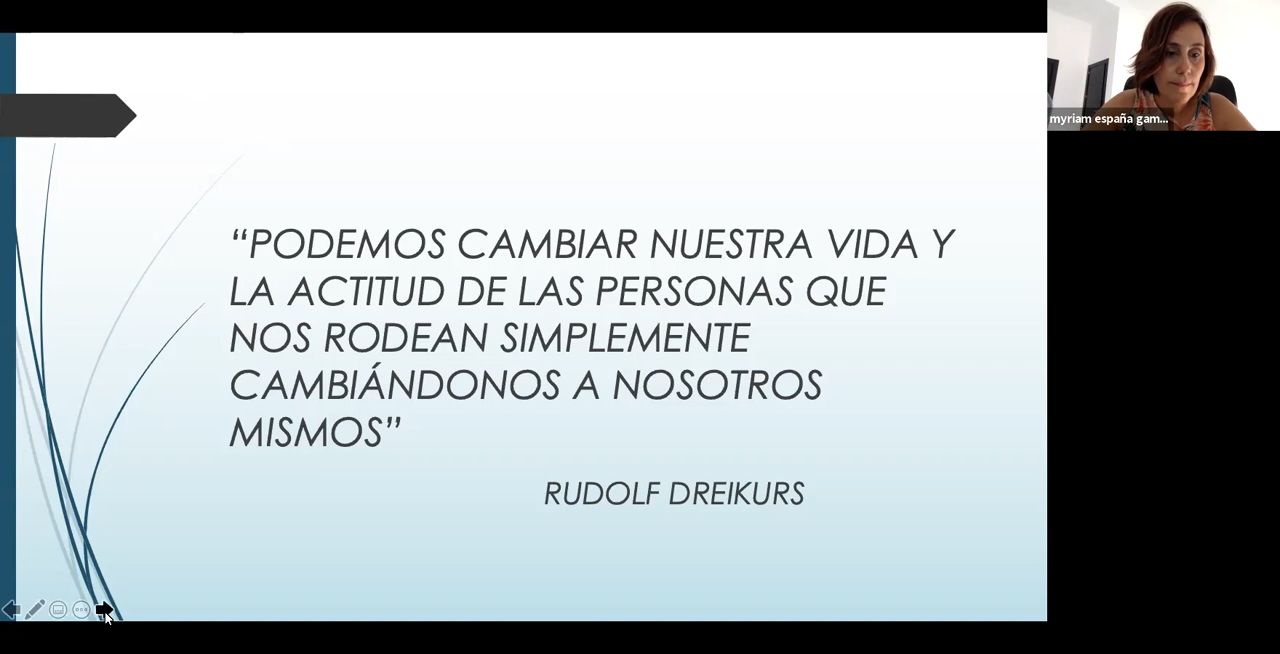 myriam españa gam...
“PODEMOS CAMBIAR NUESTRA VIDA Y
LA ACTITUD DE LAS PERSONAS QUE
NOS RODEAN SIMPLEMENTE
CAMBIÁNDONOS A NOSOTROS
MISMOS”
RUDOLF DREIKURS